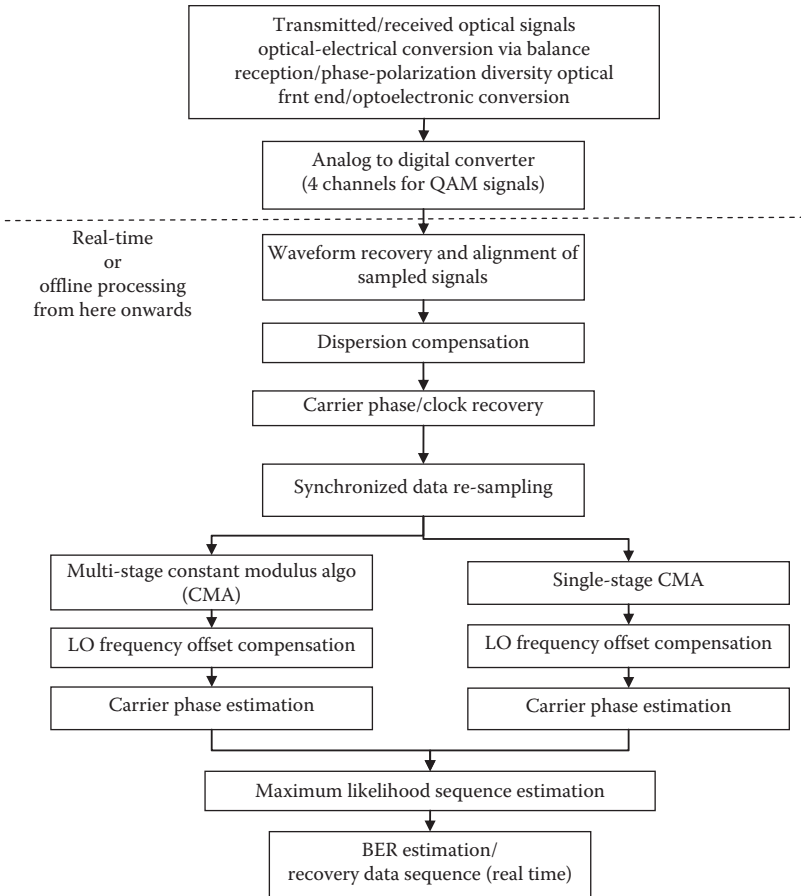 Transmitted/received optical signals
optical-electrical conversion via balance
reception/phase-polarization diversity optical
frnt end/optoelectronic conversion
Analog to digital converter
(4 channels for QAM signals)
Real-time
or
offline processing
from here onwards
Waveform recovery and alignment of
sampled signals
Dispersion compensation
Carrier phase/clock recovery
Synchronized data re-sampling
Multi-stage constant modulus algo
(CMA)
LO frequency offset compensation
Carrier phase estimation
Single-stage CMA
LO frequency offset compensation
Carrier phase estimation
Maximum likelihood sequence estimation
BER estimation/
recovery data sequence (real time)